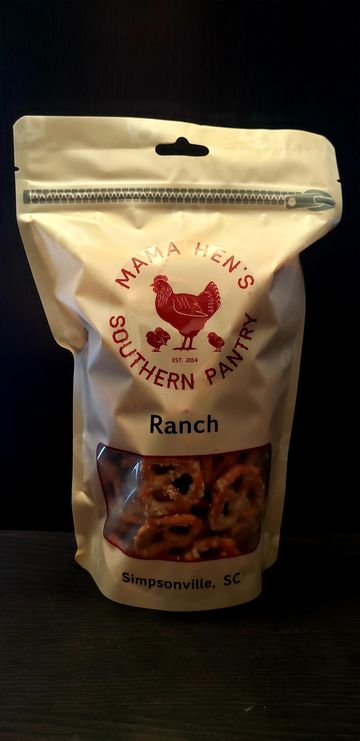 MAMA HEN'S
EST. 2014
SOUTHERN PANTRY
Ranch
Simpsonville, SC